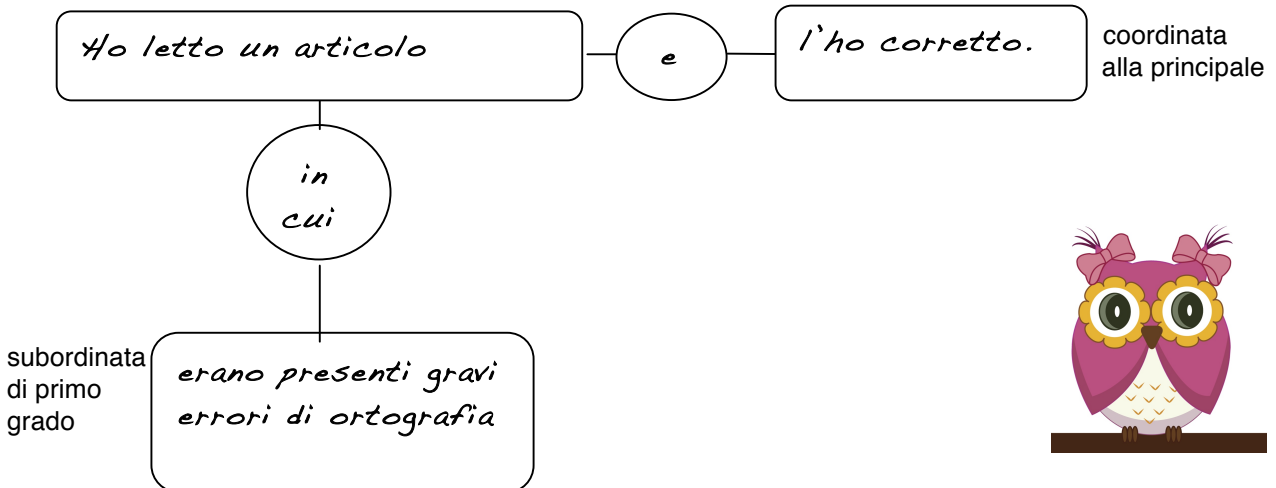 Ho letto un articolo
e
l'ho corretto.
coordinata
alla principale
in
cui
subordinata
di primo
grado
erano presenti gravi
errori di ortografia